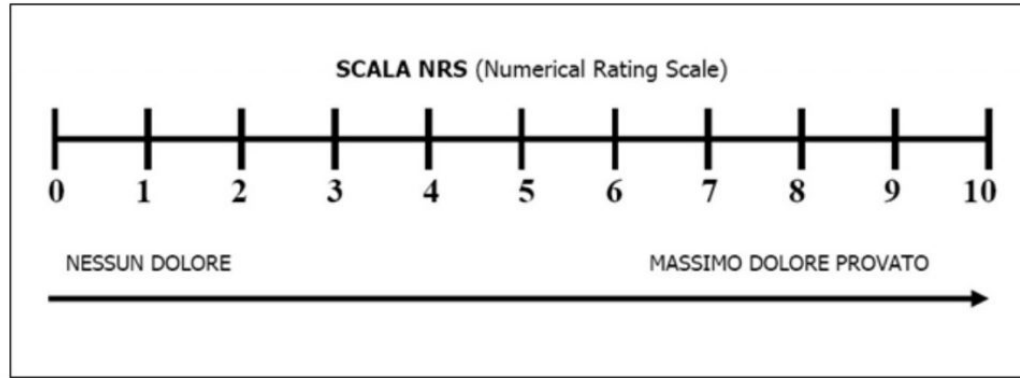 SCALA NRS (Numerical Rating Scale)
0 1 2 3 4 5 6 7 8 9 10
NESSUN DOLORE MASSIMO DOLORE PROVATO